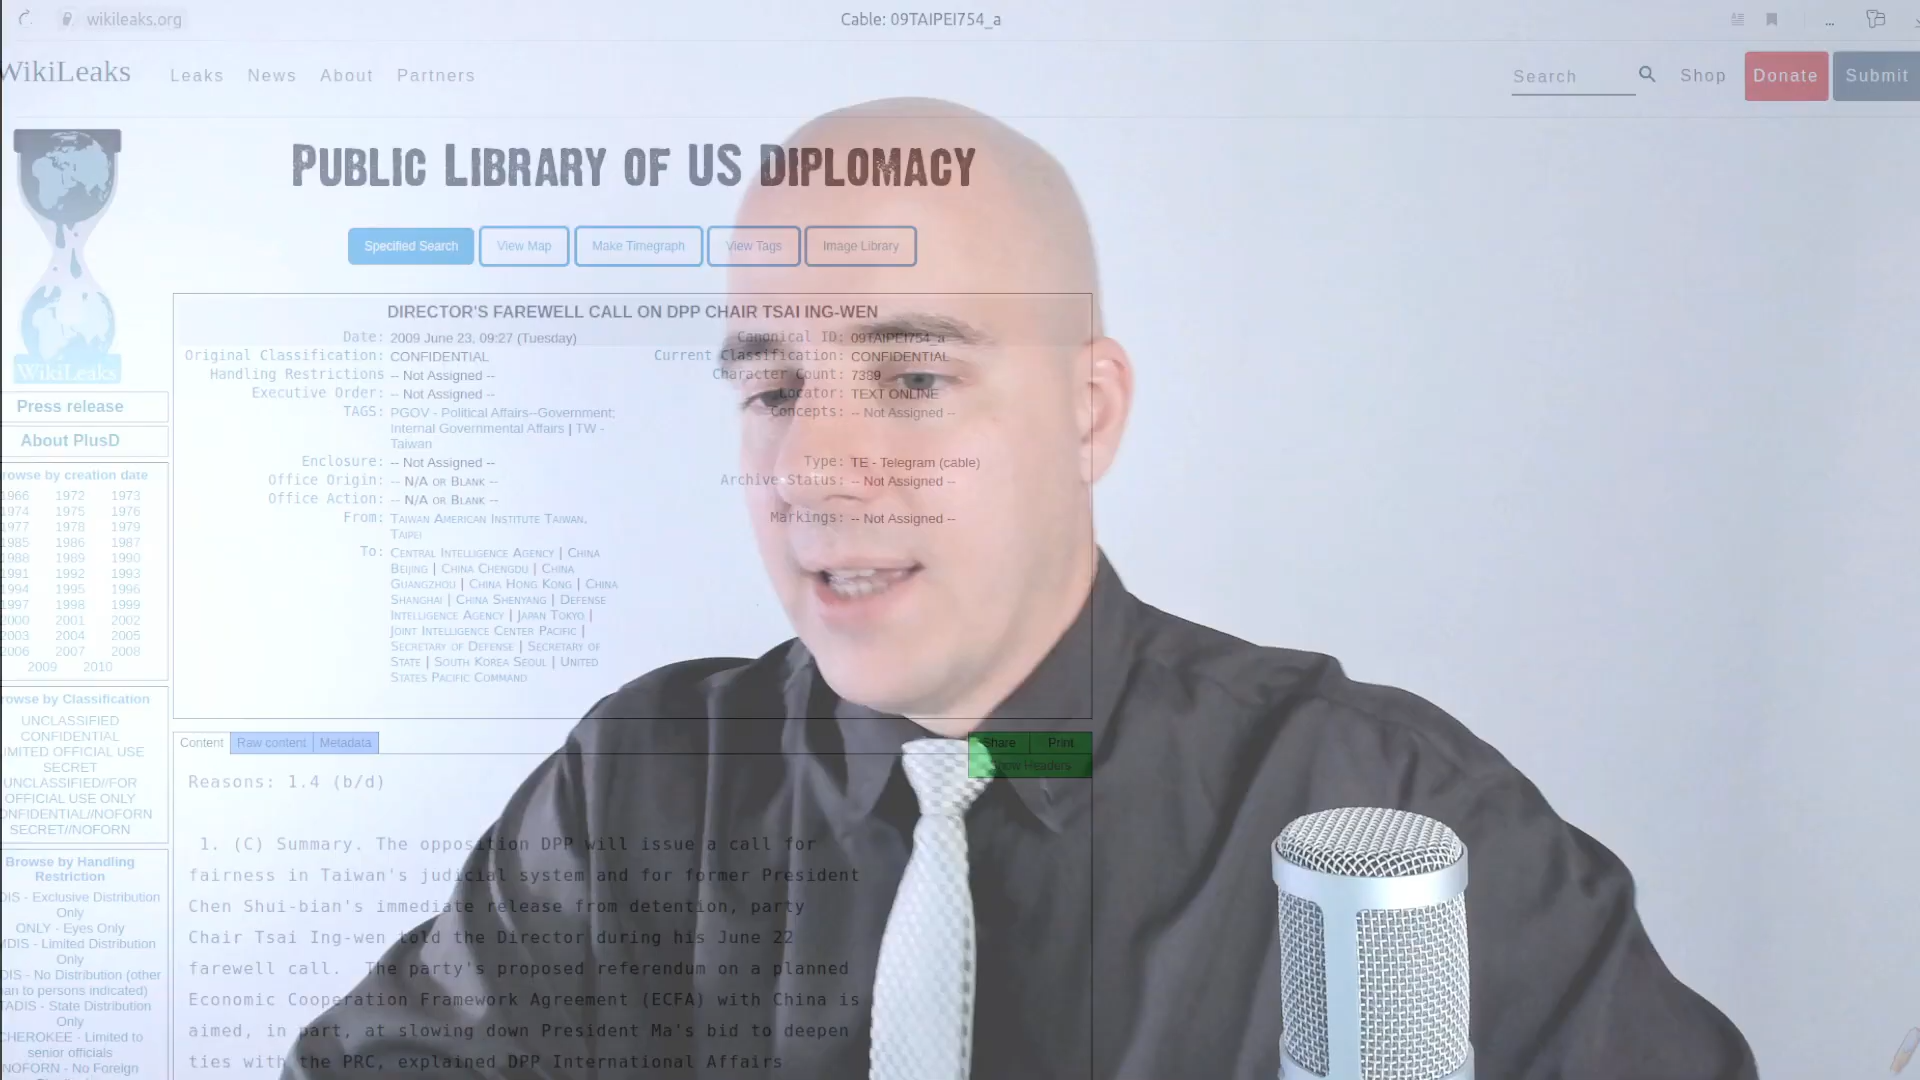 wikileaks.org
Cable: 09TAIPEI754_a
...
WikiLeaks Leaks News About Partners
Search Shop Donate Submit
PUBLIC LIBRARY OF US DIPLOMACY
Specified Search View Map Make Timegraph View Tags Image Library
WikiLeaks
Press release
About PlusD
rowse by creation date
1966 1972 1973
1974 1975 1976
1977 1978 1979
1985 1986 1987
1988 1989 1990
1991 1992 1993
1994 1995 1996
1997 1998 1999
2000 2001 2002
2003 2004 2005
2006 2007 2008
2009 2010
rowse by Classification
UNCLASSIFIED
CONFIDENTIAL
IMITED OFFICIAL USE
SECRET
UNCLASSIFIED//FOR
OFFICIAL USE ONLY
ONFIDENTIAL//NOFORN
SECRET//NOFORN
Browse by Handling
Restriction
DIS - Exclusive Distribution
Only
ONLY - Eyes Only
MDIS - Limited Distribution
Only
DIS - No Distribution (other
an to persons indicated)
TADIS - State Distribution
Only
CHEROKEE - Limited to
senior officials
NOFORN - No Foreign
DIRECTOR'S FAREWELL CALL ON DPP CHAIR TSAI ING-WEN
Date: 2009 June 23, 09:27 (Tuesday) Canonical ID: 09TAIPEI754_a
Original Classification: CONFIDENTIAL Current Classification: CONFIDENTIAL
Handling Restrictions -- Not Assigned -- Character Count: 7389
Executive Order: -- Not Assigned -- Locator: TEXT ONLINE
TAGS: PGOV - Political Affairs--Government; Concepts: -- Not Assigned --
Internal Governmental Affairs | TW -
Taiwan
Enclosure: -- Not Assigned -- Type: TE - Telegram (cable)
Office Origin: -- N/A OR BLANK -- Archive Status: -- Not Assigned --
Office Action: -- N/A OR BLANK --
From: TAIWAN AMERICAN INSTITUTE TAIWAN, Markings: -- Not Assigned --
TAIPEI
To: CENTRAL INTELLIGENCE AGENCY | CHINA
BEIJING | CHINA CHENGDU | CHINA
GUANGZHOU | CHINA HONG KONG | CHINA
SHANGHAI | CHINA SHENYANG | DEFENSE
INTELLIGENCE AGENCY | JAPAN TOKYO |
JOINT INTELLIGENCE CENTER PACIFIC |
SECRETARY OF DEFENSE | SECRETARY OF
STATE | SOUTH KOREA SEOUL | UNITED
STATES PACIFIC COMMAND
Content Raw content Metadata Share Print
Show Headers
Reasons: 1.4 (b/d)
1. (C) Summary. The opposition DPP will issue a call for
fairness in Taiwan's judicial system and for former President
Chen Shui-bian's immediate release from detention, party
Chair Tsai Ing-wen told the Director during his June 22
farewell call. The party's proposed referendum on a planned
Economic Cooperation Framework Agreement (ECFA) with China is
aimed, in part, at slowing down President Ma's bid to deepen
ties with the PRC, explained DPP International Affairs